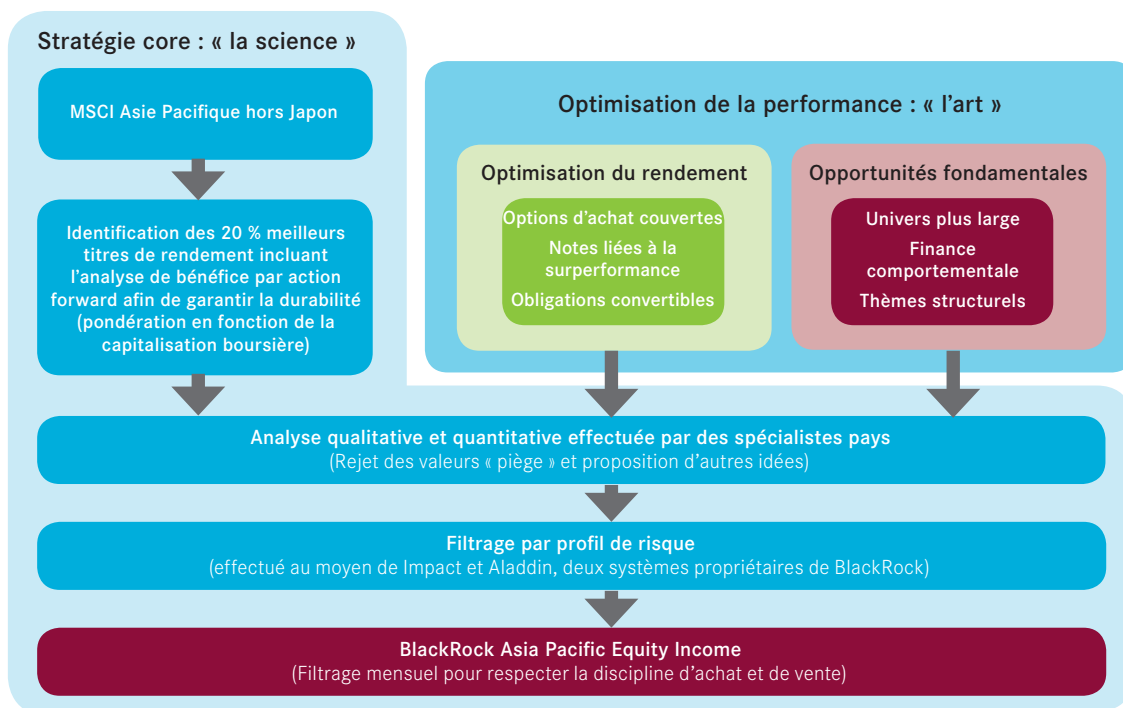 Stratégie core : « la science »
MSCI Asie Pacifique hors Japon
Identification des 20 % meilleurs
titres de rendement incluant
l’analyse de bénéfice par action
forward afin de garantir la durabilité
(pondération en fonction de la
capitalisation boursière)
Optimisation de la performance : « l’art »
Optimisation du rendement
Options d’achat couvertes
Notes liées à la
surperformance
Obligations convertibles
Opportunités fondamentales
Univers plus large
Finance
comportementale
Thèmes structurels
Analyse qualitative et quantitative effectuée par des spécialistes pays
(Rejet des valeurs « piège » et proposition d’autres idées)
Filtrage par profil de risque
(effectué au moyen de Impact et Aladdin, deux systèmes propriétaires de BlackRock)
BlackRock Asia Pacific Equity Income
(Filtrage mensuel pour respecter la discipline d’achat et de vente)